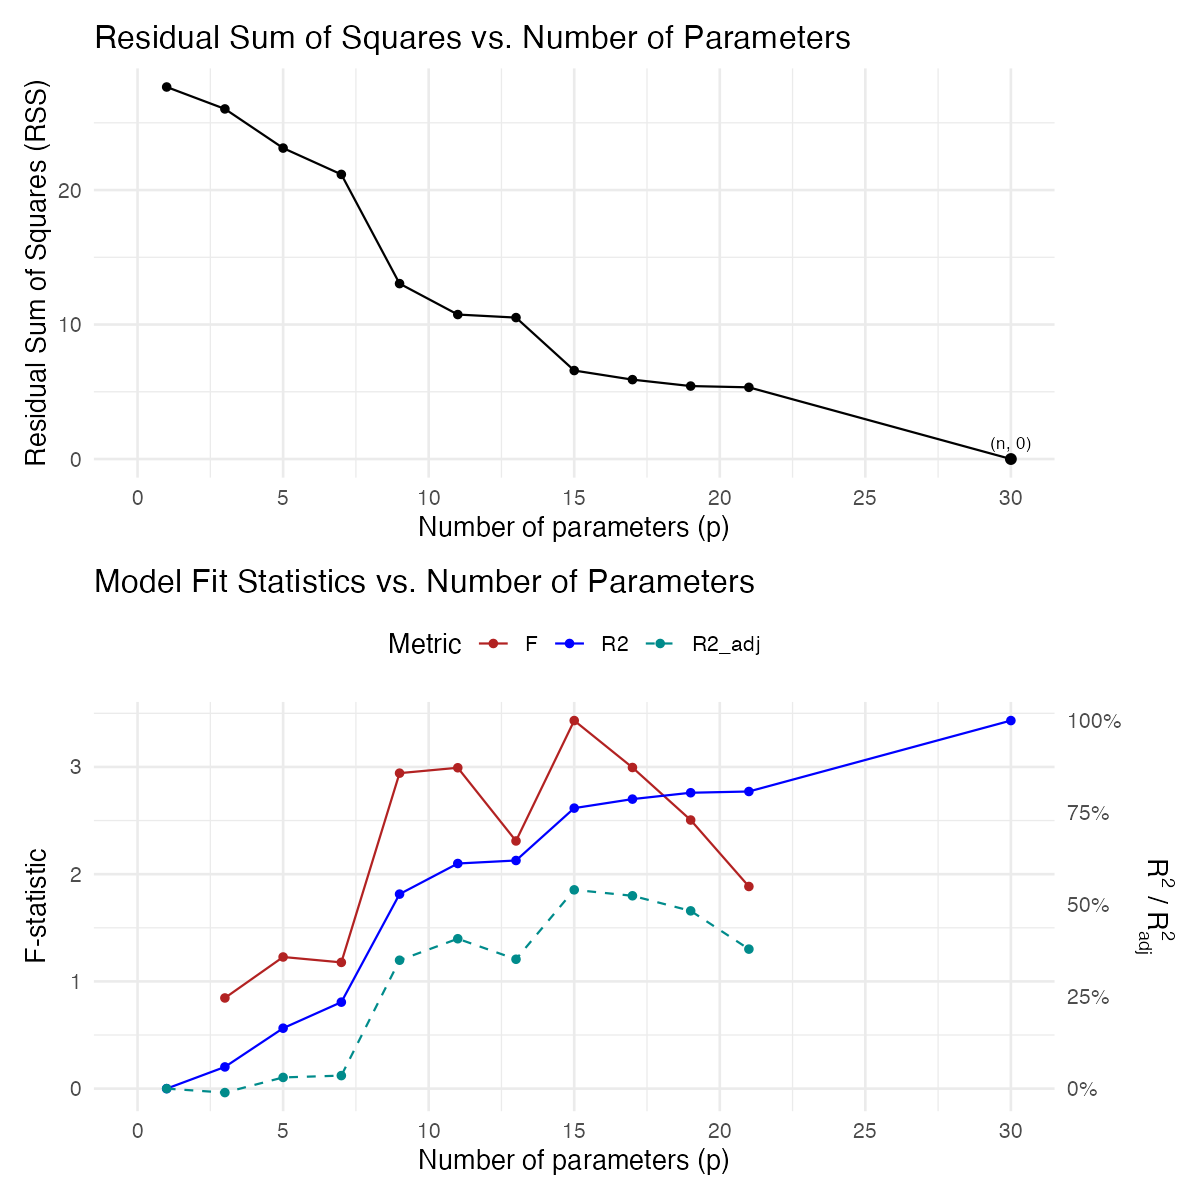 Residual Sum of Squares vs. Number of Parameters
Residual Sum of Squares (RSS)
20
10
0
(n, 0)
0 5 10 15 20 25 30
Number of parameters (p)
Model Fit Statistics vs. Number of Parameters
Metric F R2 R2_adj
F-statistic
3
2
1
0
100%
75%
50%
25%
0%
R² / R²adj
0 5 10 15 20 25 30
Number of parameters (p)